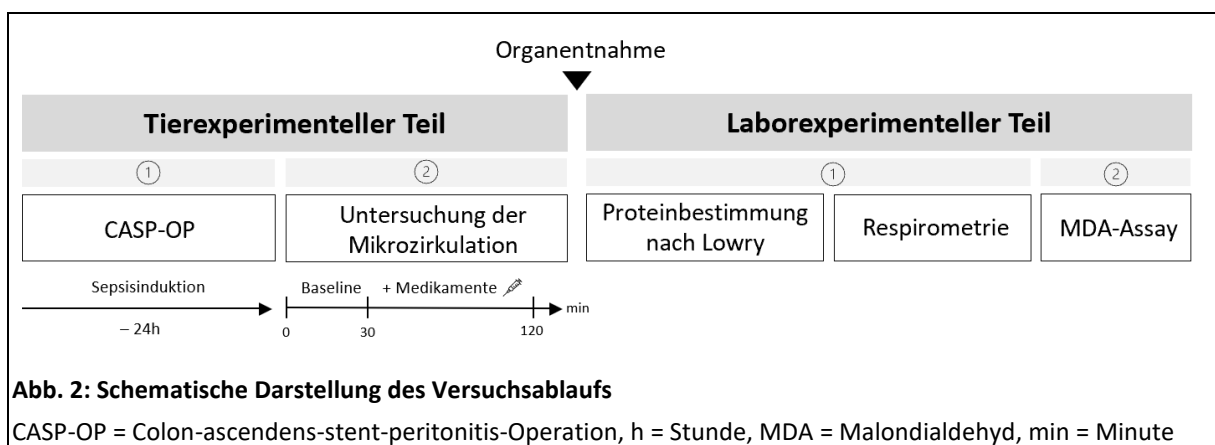 Organentnahme
Tierexperimenteller Teil
Laborexperimenteller Teil
1
2
1
2
CASP-OP
Untersuchung der
Mikrozirkulation
Proteinbestimmung
nach Lowry
Respirometrie
MDA-Assay
Sepsisinduktion
– 24h
Baseline
+ Medikamente
min
0
30
120
Abb. 2: Schematische Darstellung des Versuchsablaufs
CASP-OP = Colon-ascendens-stent-peritonitis-Operation, h = Stunde, MDA = Malondialdehyd, min = Minute